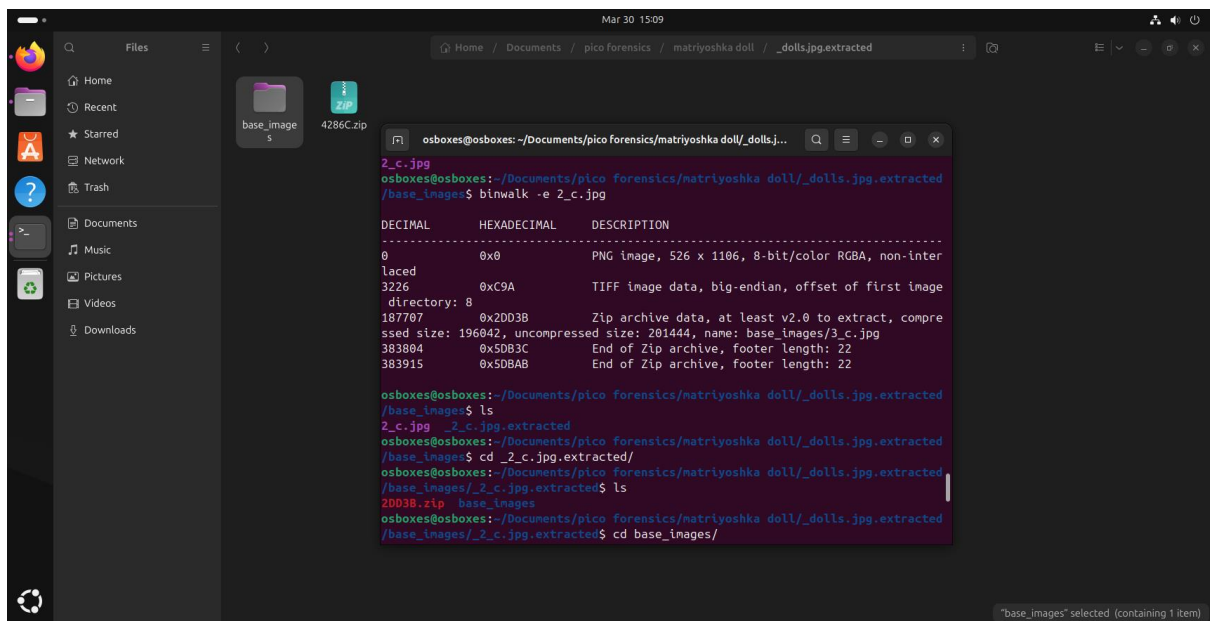 Mar 30 15:09
Files
Home / Documents / pico forensics / matriyoshka doll / _dolls.jpg.extracted
Home
Recent
Starred
Network
Trash
Documents
Music
Pictures
Videos
Downloads
base_image
s
ZIP
4286C.zip
osboxes@osboxes: ~/Documents/pico forensics/matriyoshka doll/_dolls.j...
2_c.jpg
osboxes@osboxes:~/Documents/pico forensics/matriyoshka doll/_dolls.jpg.extracted
/base_images$ binwalk -e 2_c.jpg
DECIMAL HEXADECIMAL DESCRIPTION
--------------------------------------------------------------------------------
0 0x0 PNG image, 526 x 1106, 8-bit/color RGBA, non-inter
laced
3226 0xC9A TIFF image data, big-endian, offset of first image
directory: 8
187707 0x2DD3B Zip archive data, at least v2.0 to extract, compre
ssed size: 196042, uncompressed size: 201444, name: base_images/3_c.jpg
383804 0x5DB3C End of Zip archive, footer length: 22
383915 0x5DBAB End of Zip archive, footer length: 22
osboxes@osboxes:~/Documents/pico forensics/matriyoshka doll/_dolls.jpg.extracted
/base_images$ ls
2_c.jpg _2_c.jpg.extracted
osboxes@osboxes:~/Documents/pico forensics/matriyoshka doll/_dolls.jpg.extracted
/base_images$ cd _2_c.jpg.extracted/
osboxes@osboxes:~/Documents/pico forensics/matriyoshka doll/_dolls.jpg.extracted
/base_images/_2_c.jpg.extracted$ ls
2DD3B.zip base_images
osboxes@osboxes:~/Documents/pico forensics/matriyoshka doll/_dolls.jpg.extracted
/base_images/_2_c.jpg.extracted$ cd base_images/
"base_images" selected (containing 1 item)